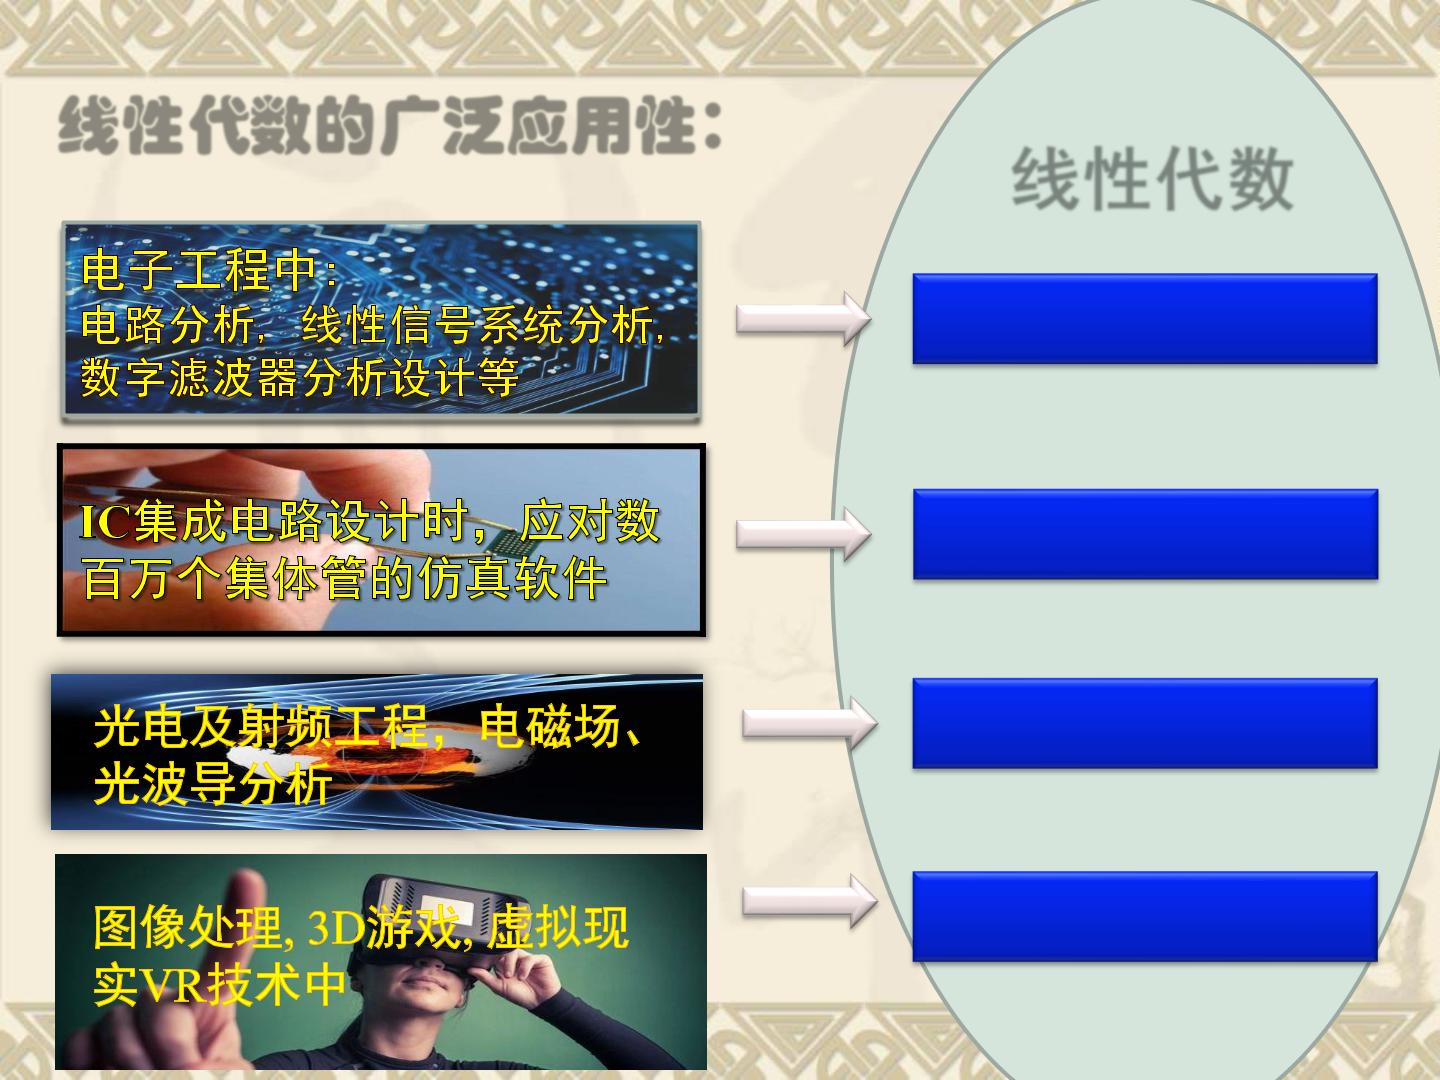 线性代数的广泛应用性：
线性代数
电子工程中：
电路分析，线性信号系统分析，
数字滤波器分析设计等
IC集成电路设计时，应对数
百万个集体管的仿真软件
光电及射频工程，电磁场、
光波导分析
图像处理, 3D游戏, 虚拟现
实VR技术中